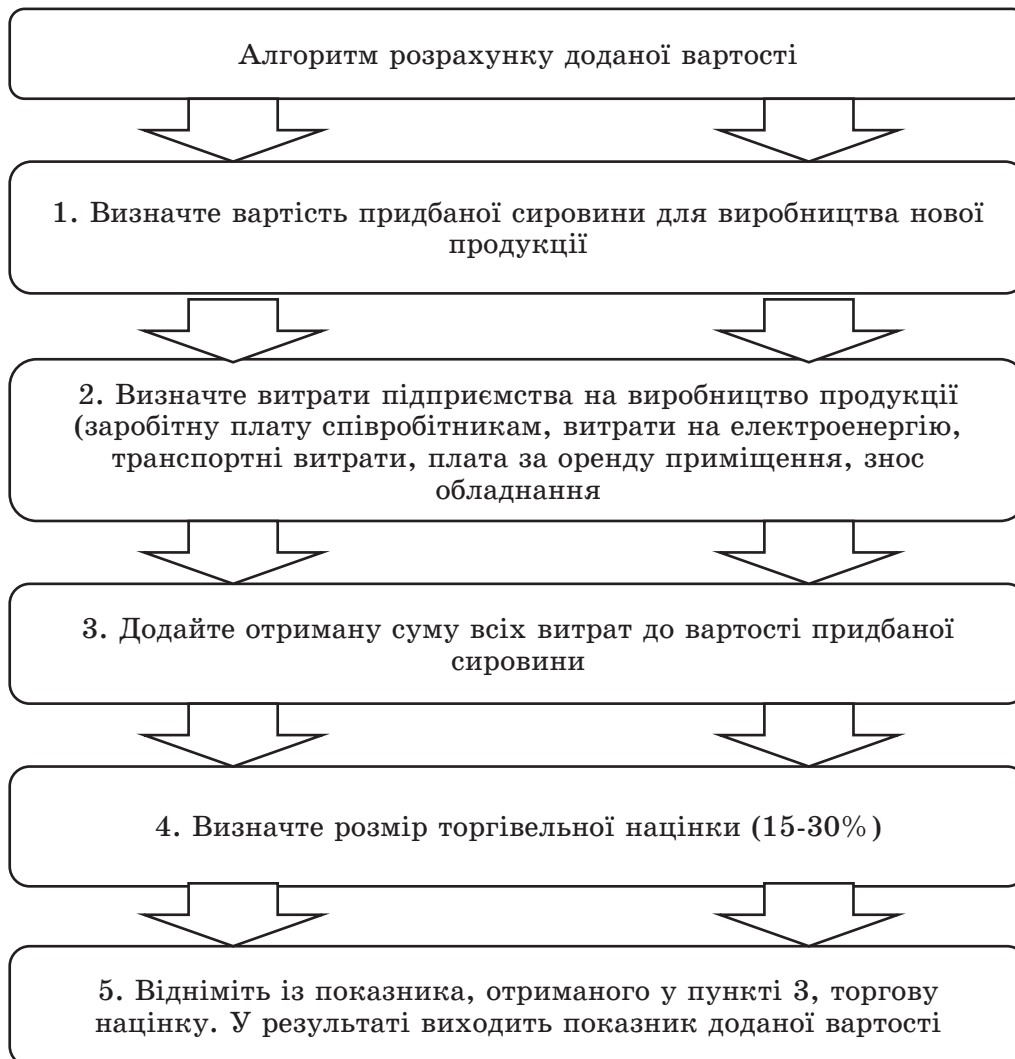 Алгоритм розрахунку доданої вартості
1. Визначте вартість придбаної сировини для виробництва нової
продукції
2. Визначте витрати підприємства на виробництво продукції
(заробітну плату співробітникам, витрати на електроенергію,
транспортні витрати, плата за оренду приміщення, знос
обладнання
3. Додайте отриману суму всіх витрат до вартості придбаної
сировини
4. Визначте розмір торгівельної націнки (15-30%)
5. Відніміть із показника, отриманого у пункті 3, торгову
націнку. У результаті виходить показник доданої вартості